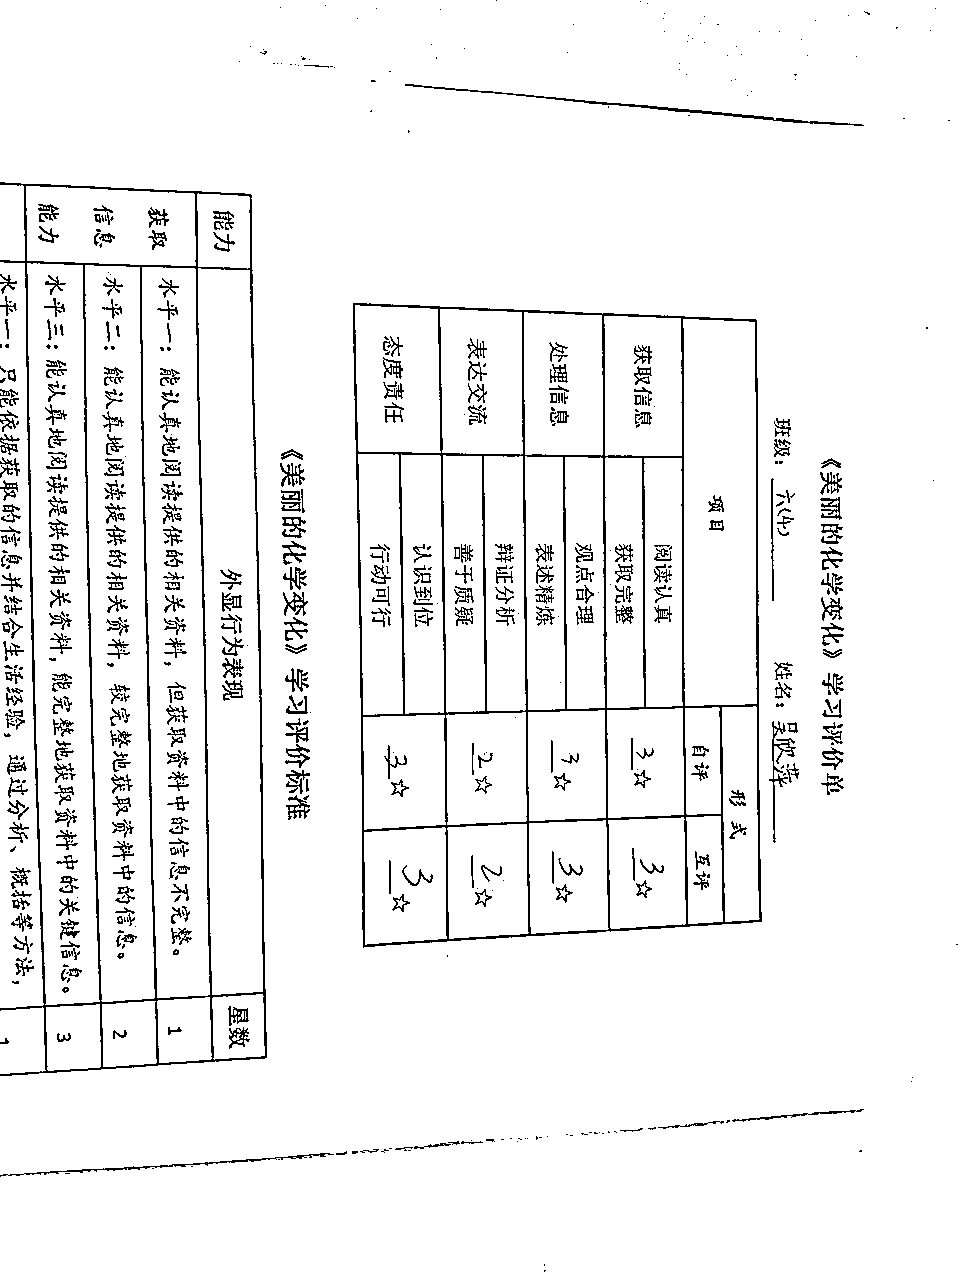 《美丽的化学变化》学习评价单
班级：六(4) 姓名：吴欣萍
项目 形式
自评 互评
获取信息 阅读认真 3☆ 3☆
获取完整
处理信息 观点合理 3☆ 3☆
表述精炼
表达交流 辩证分析 2☆ 2☆
善于质疑
态度责任 认识到位 3☆ 3☆
行动可行
《美丽的化学变化》学习评价标准
能力 外显行为表现 星数
获取信息能力 水平一：能认真地阅读提供的相关资料，但获取资料中的信息不完整。 1
水平二：能认真地阅读提供的相关资料，较完整地获取资料中的信息。 2
水平三：能认真地阅读提供的相关资料，能完整地获取资料中的关键信息。 3
水平一：只能依据获取的信息并结合生活经验，通过分析、概括等方法， 1